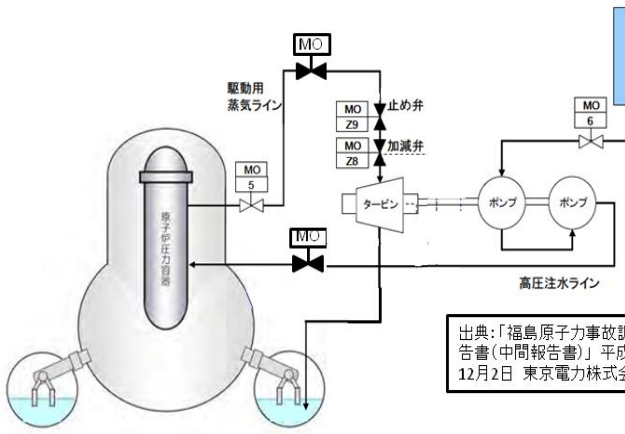 MO
駆動用
蒸気ライン
MO
Z9
止め弁
MO
Z8
加減弁
MO
6
MO
5
タービン
ポンプ
ポンプ
原子炉圧力容器
MO
高圧注水ライン
出典:「福島原子力事故調
告書(中間報告書)」平成
12月2日 東京電力株式会